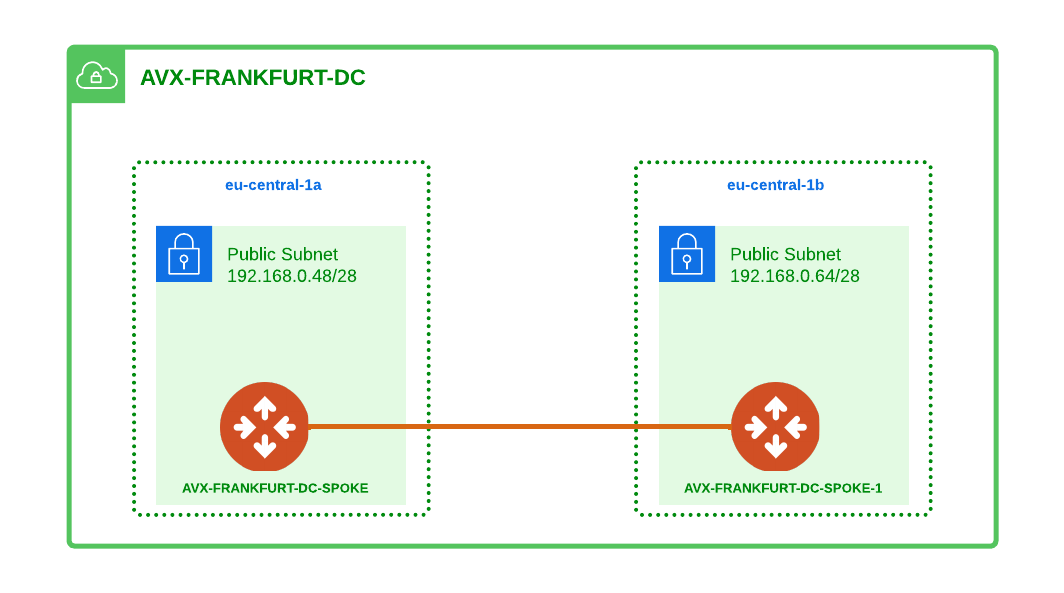 AVX-FRANKFURT-DC
eu-central-1a
Public Subnet
192.168.0.48/28
AVX-FRANKFURT-DC-SPOKE
eu-central-1b
Public Subnet
192.168.0.64/28
AVX-FRANKFURT-DC-SPOKE-1